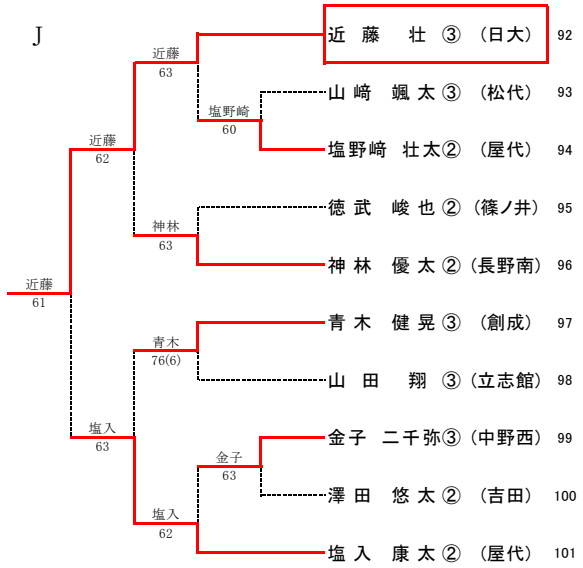 J
近藤 壮 ③ (日大) 92
近藤
63
山﨑 颯太 ③ (松代) 93
塩野崎
60
塩野﨑 壮太② (屋代) 94
近藤
62
徳武 峻也 ② (篠ノ井) 95
神林
63
神林 優太 ② (長野南) 96
近藤
61
青木 健晃 ③ (創成) 97
青木
76(6)
山田 翔 ③ (立志館) 98
塩入
63
金子 二千弥③ (中野西) 99
金子
63
澤田 悠太 ② (吉田) 100
塩入
62
塩入 康太 ② (屋代) 101